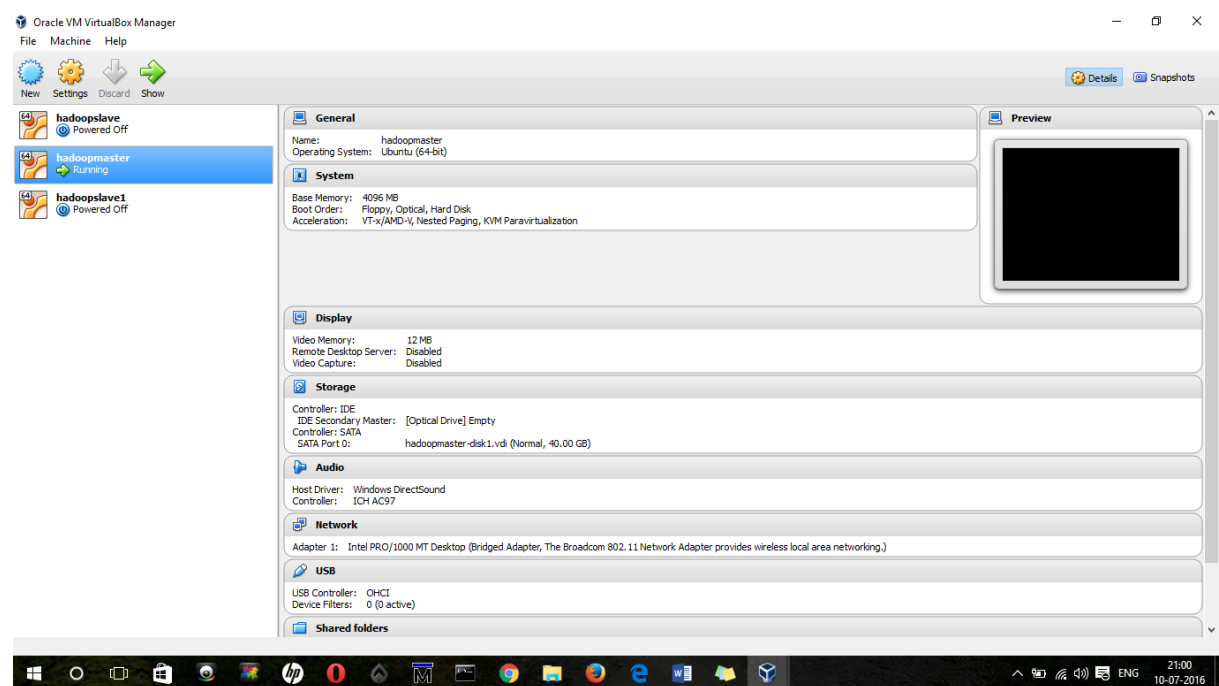 Oracle VM VirtualBox Manager
File Machine Help
New Settings Discard Show
Details Snapshots
64 hadoopslave
Powered Off
64 hadoopmaster
Running
64 hadoopslave1
Powered Off
General
Name: hadoopmaster
Operating System: Ubuntu (64-bit)
System
Base Memory: 4096 MB
Boot Order: Floppy, Optical, Hard Disk
Acceleration: VT-x/AMD-V, Nested Paging, KVM Paravirtualization
Preview
Display
Video Memory: 12 MB
Remote Desktop Server: Disabled
Video Capture: Disabled
Storage
Controller: IDE
IDE Secondary Master: [Optical Drive] Empty
Controller: SATA
SATA Port 0: hadoopmaster-disk1.vdi (Normal, 40.00 GB)
Audio
Host Driver: Windows DirectSound
Controller: ICH AC97
Network
Adapter 1: Intel PRO/1000 MT Desktop (Bridged Adapter, The Broadcom 802.11 Network Adapter provides wireless local area networking.)
USB
USB Controller: OHCI
Device Filters: 0 (0 active)
Shared folders
hp
ENG
21:00
10-07-2016